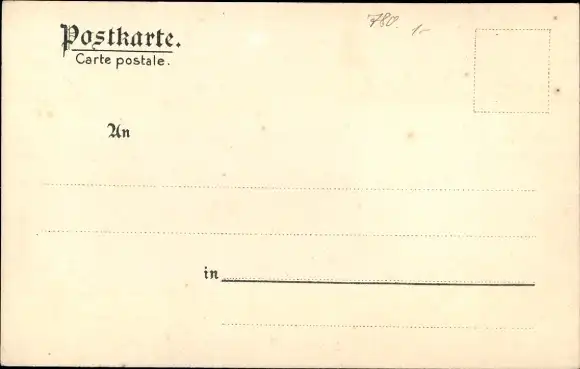 Postkarte.
Carte postale.
780. 1-
An
in